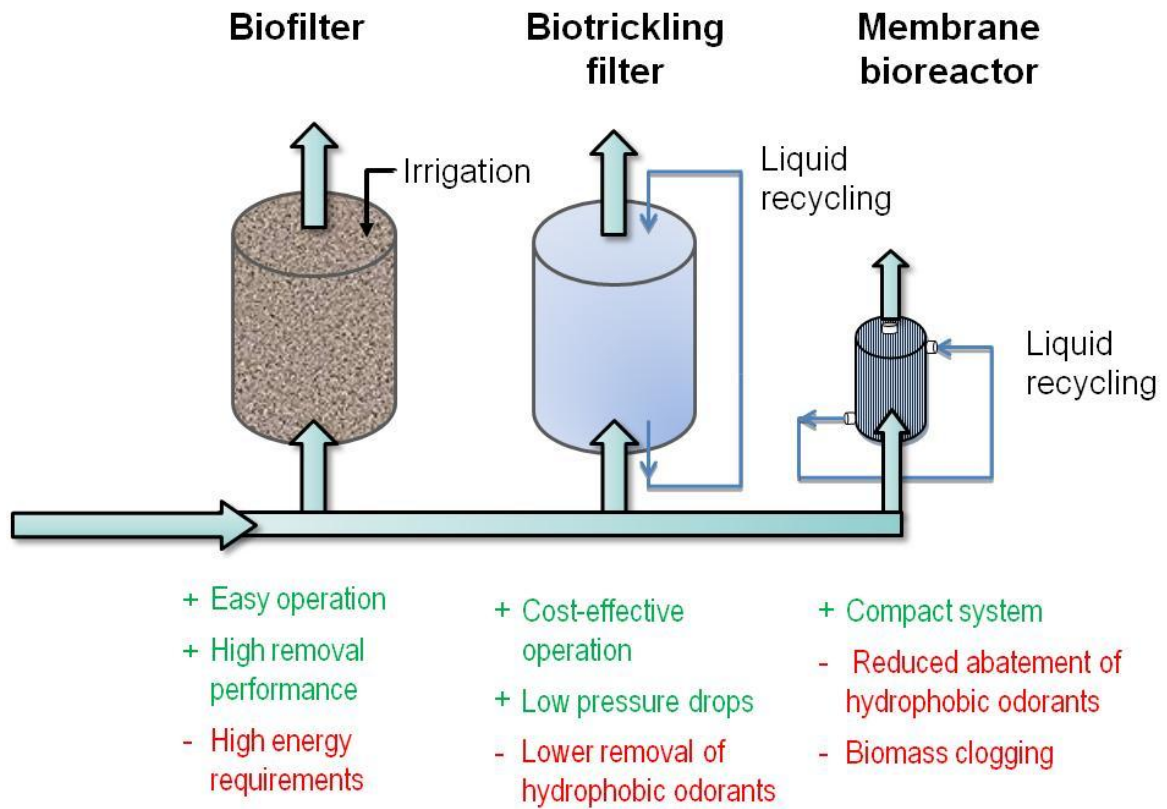 Biofilter
Biotrickling
filter
Membrane
bioreactor
Irrigation
Liquid
recycling
Liquid
recycling
+ Easy operation
+ High removal
performance
- High energy
requirements
+ Cost-effective
operation
+ Low pressure drops
- Lower removal of
hydrophobic odorants
+ Compact system
- Reduced abatement of
hydrophobic odorants
- Biomass clogging